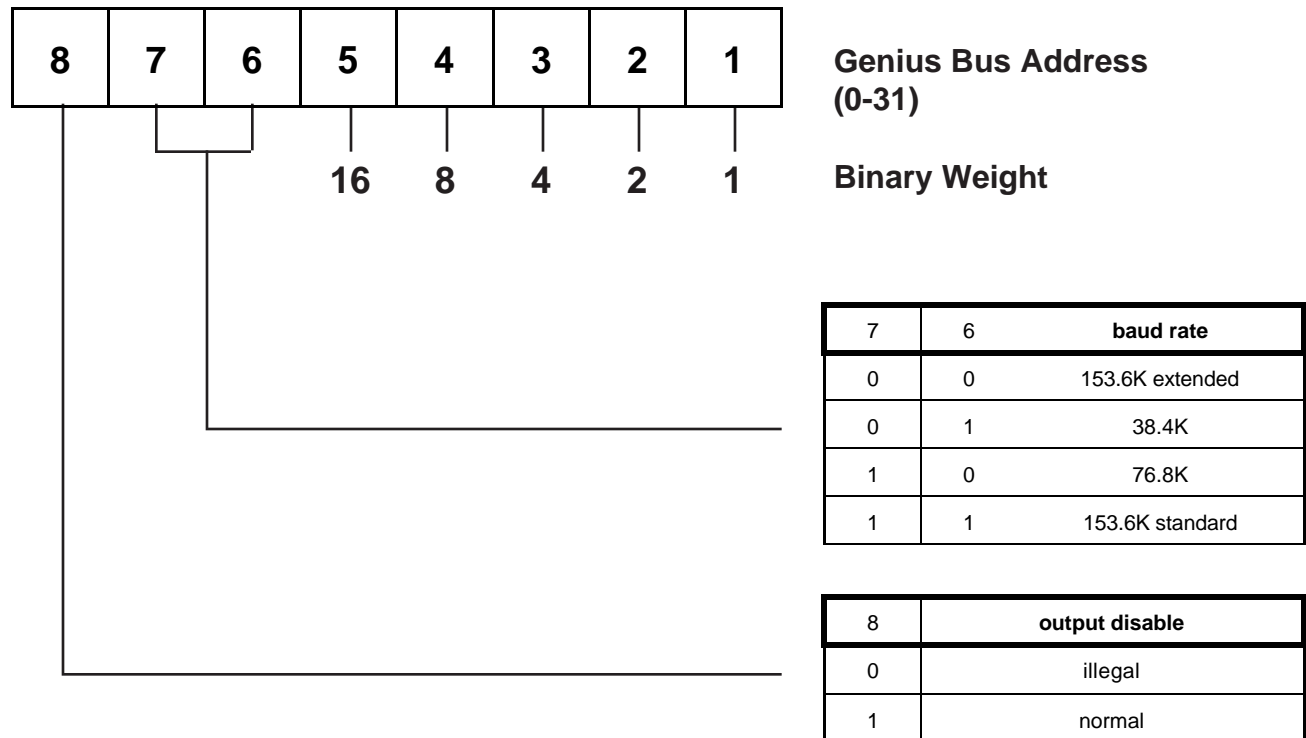 8 7 6 5 4 3 2 1
Genius Bus Address
(0-31)
16 8 4 2 1
Binary Weight
7 6 baud rate
0 0 153.6K extended
0 1 38.4K
1 0 76.8K
1 1 153.6K standard
8 output disable
0 illegal
1 normal